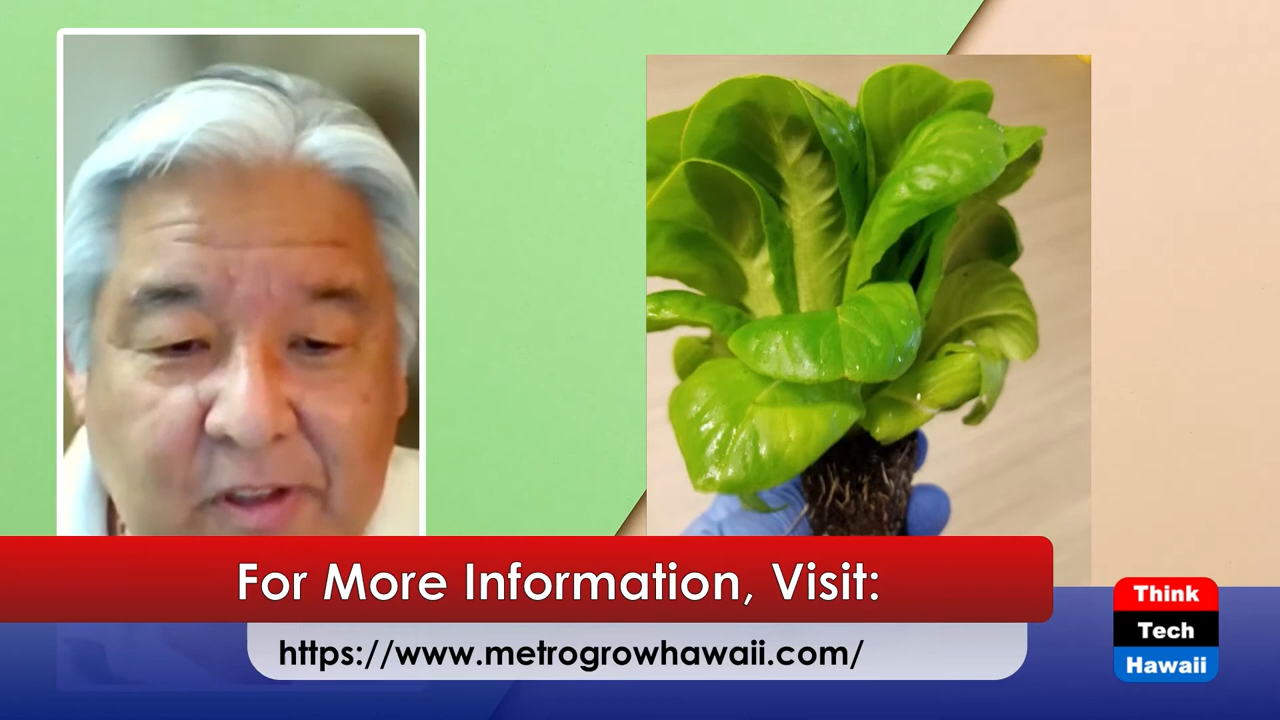 For More Information, Visit:
https://www.metrogrowhawaii.com/
Think
Tech
Hawaii